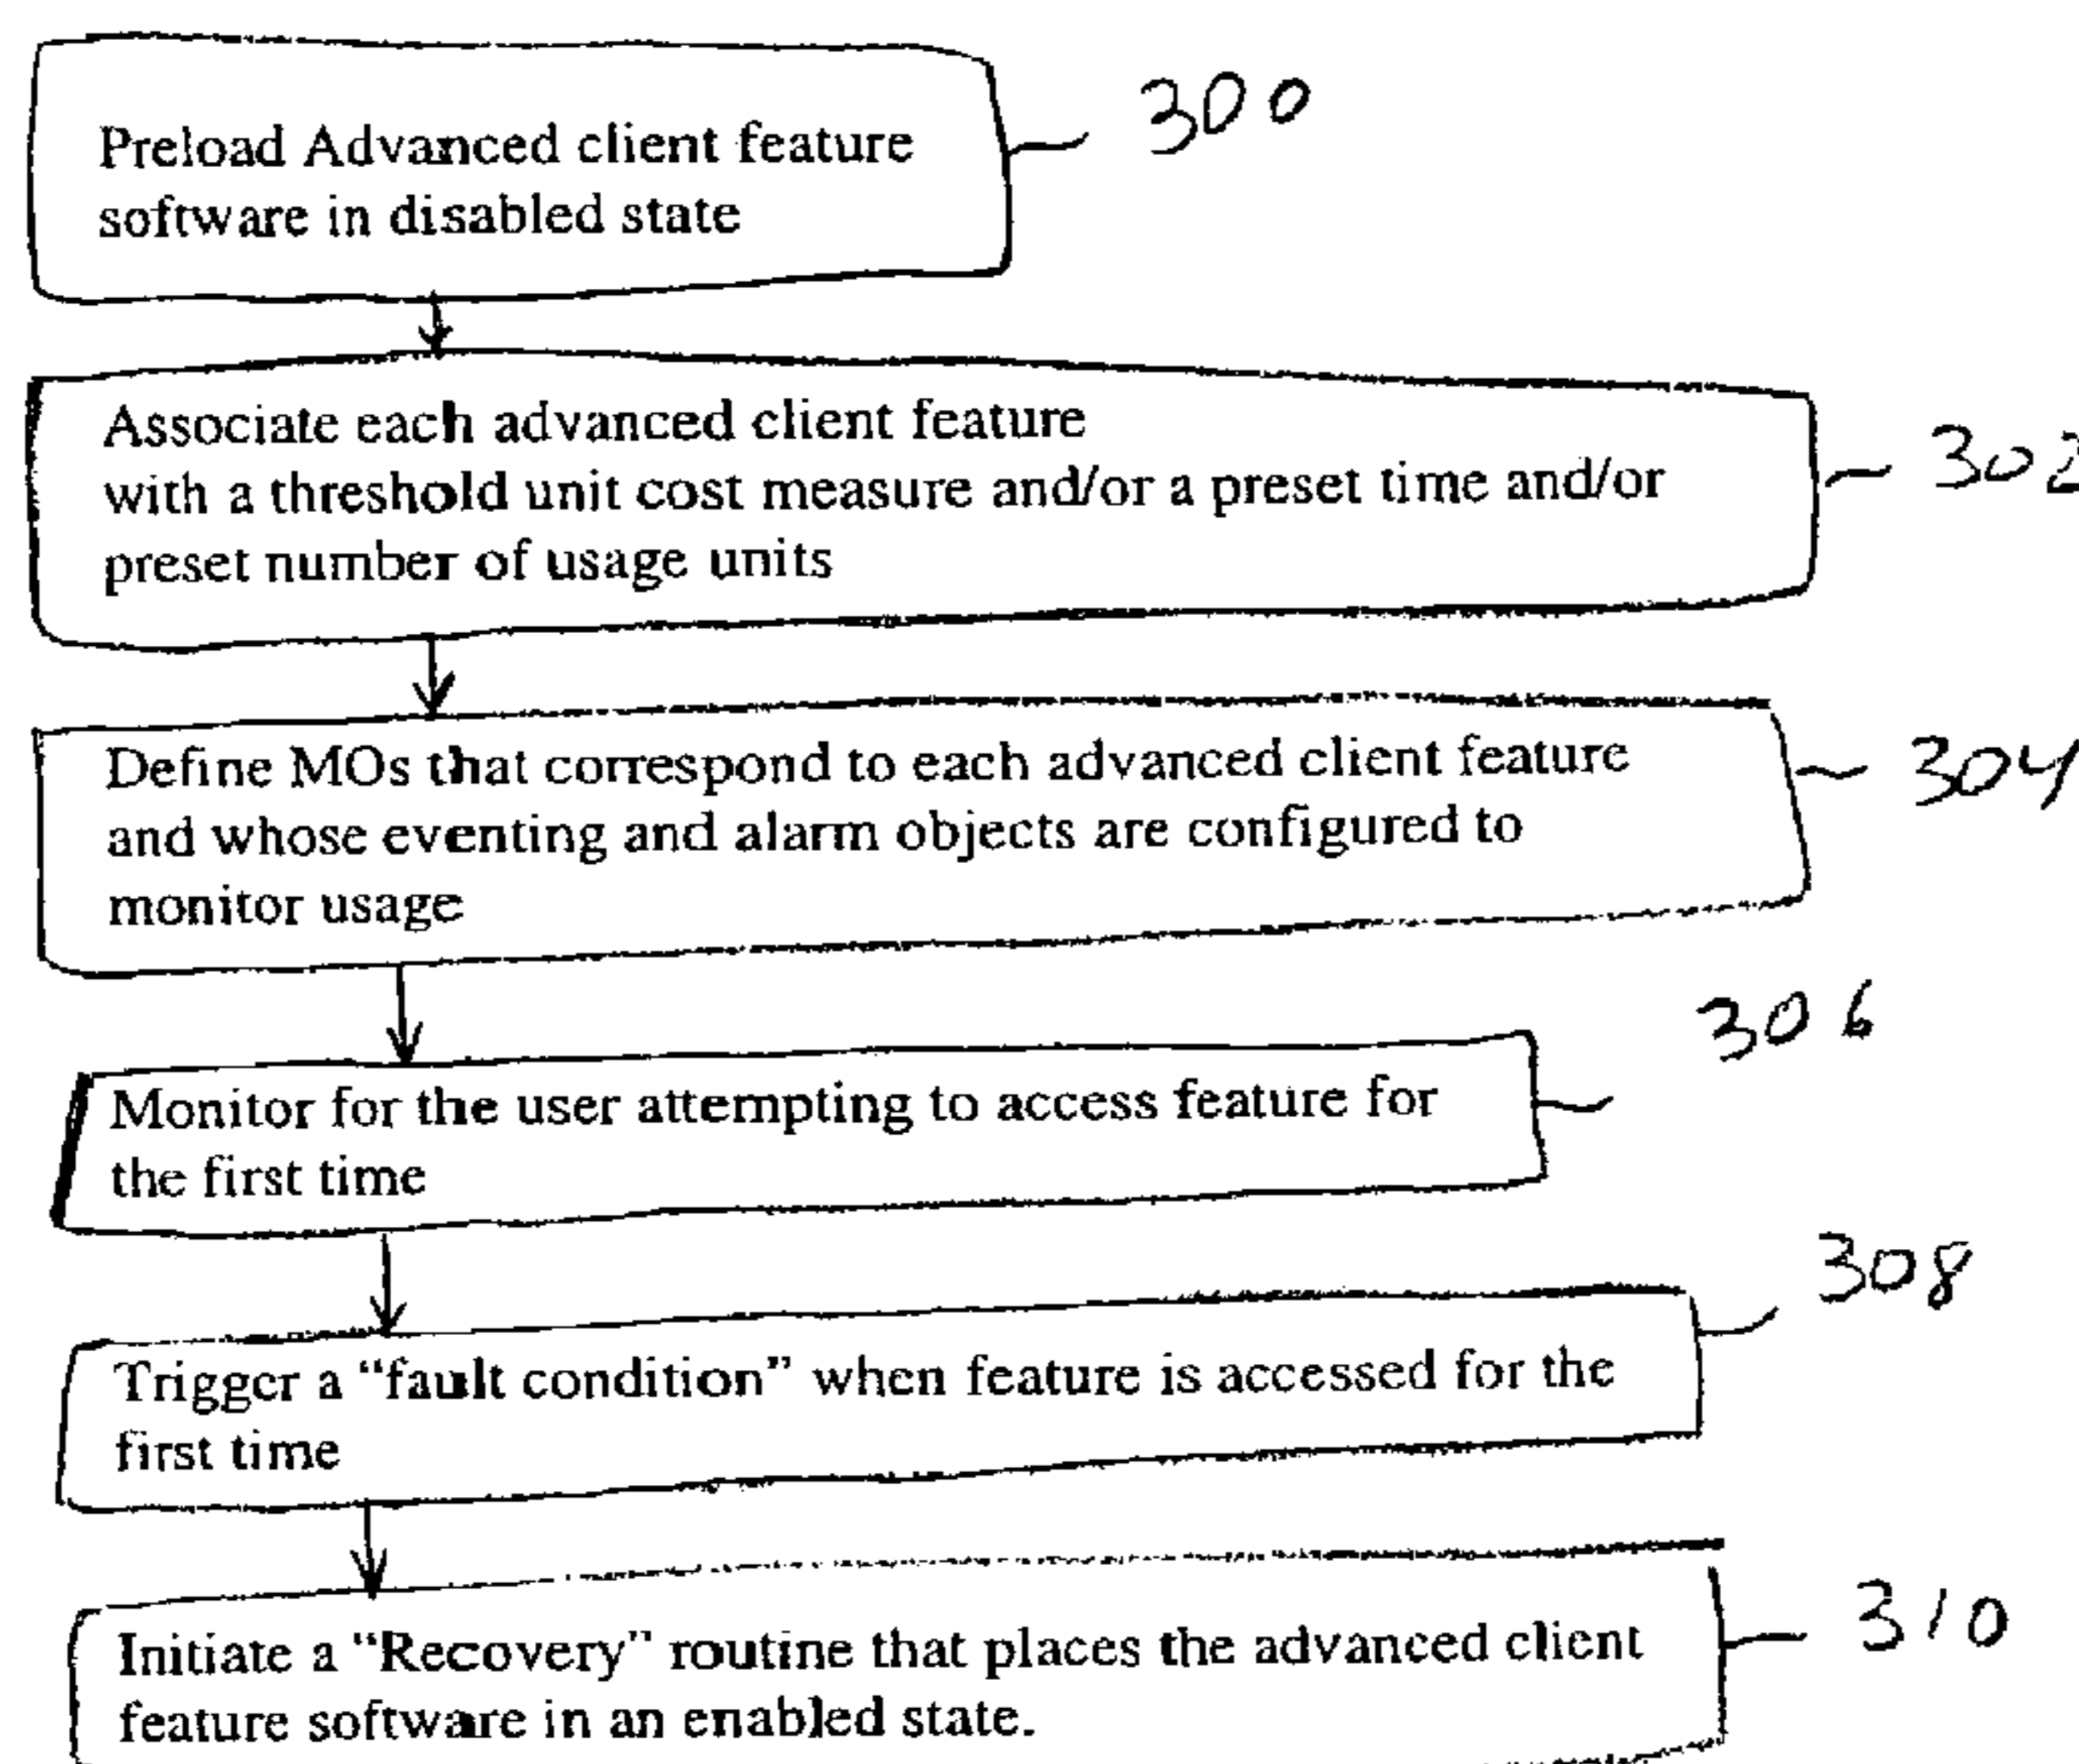 Preload Advanced client feature
software in disabled state
300
Associate each advanced client feature
with a threshold unit cost measure and/or a preset time and/or
preset number of usage units
302
Define MOs that correspond to each advanced client feature
and whose eventing and alarm objects are configured to
monitor usage
304
306
Monitor for the user attempting to access feature for
the first time
308
Trigger a “fault condition” when feature is accessed for the
first time
Initiate a “Recovery” routine that places the advanced client
feature software in an enabled state.
310